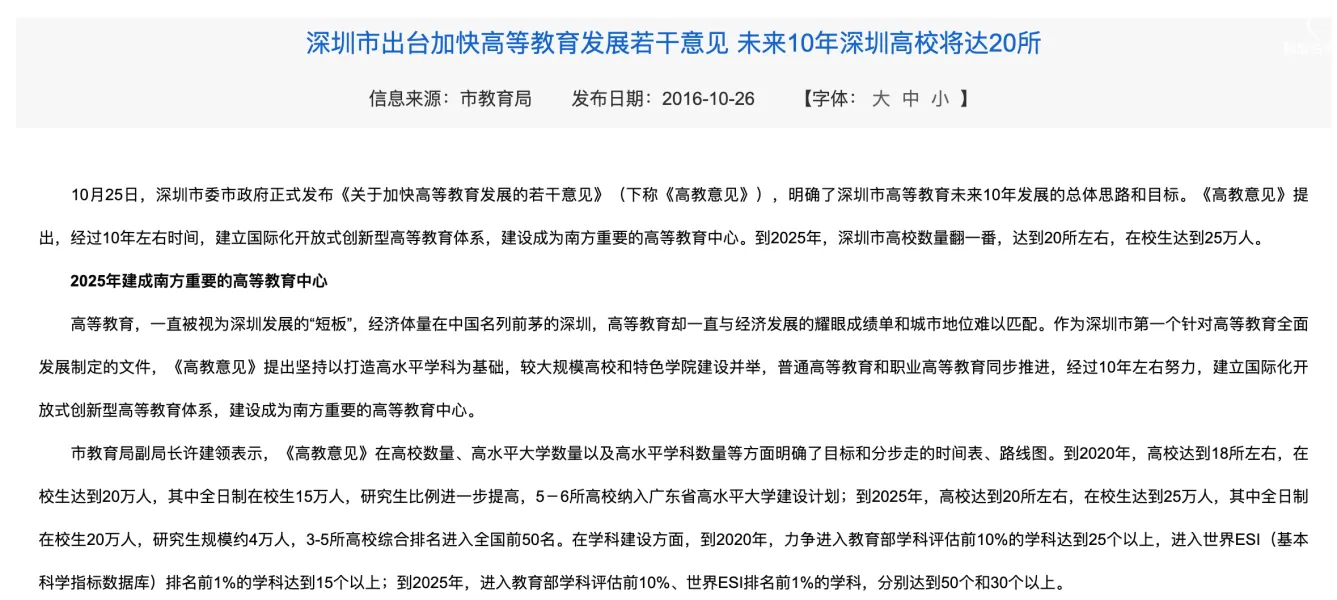 深圳市出台加快高等教育发展若干意见 未来10年深圳高校将达20所
信息来源：市教育局 发布日期：2016-10-26 【字体： 大 中 小 】
10月25日，深圳市委市政府正式发布《关于加快高等教育发展的若干意见》（下称《高教意见》），明确了深圳市高等教育未来10年发展的总体思路和目标。《高教意见》提
出，经过10年左右时间，建立国际化开放式创新型高等教育体系，建设成为南方重要的高等教育中心。到2025年，深圳市高校数量翻一番，达到20所左右，在校生达到25万人。
2025年建成南方重要的高等教育中心
高等教育，一直被视为深圳发展的“短板”，经济体量在中国名列前茅的深圳，高等教育却一直与经济发展的耀眼成绩单和城市地位难以匹配。作为深圳市第一个针对高等教育全面
发展制定的文件，《高教意见》提出坚持以打造高水平学科为基础，较大规模高校和特色学院建设并举，普通高等教育和职业高等教育同步推进，经过10年左右努力，建立国际化开
放式创新型高等教育体系，建设成为南方重要的高等教育中心。
市教育局副局长许建领表示，《高教意见》在高校数量、高水平大学数量以及高水平学科数量等方面明确了目标和分步走的时间表、路线图。到2020年，高校达到18所左右，在
校生达到20万人，其中全日制在校生15万人，研究生比例进一步提高，5－6所高校纳入广东省高水平大学建设计划；到2025年，高校达到20所左右，在校生达到25万人，其中全日制
在校生20万人，研究生规模约4万人，3-5所高校综合排名进入全国前50名。在学科建设方面，到2020年，力争进入教育部学科评估前10%的学科达到25个以上，进入世界ESI（基本
科学指标数据库）排名前1%的学科达到15个以上；到2025年，进入教育部学科评估前10%、世界ESI排名前1%的学科，分别达到50个和30个以上。